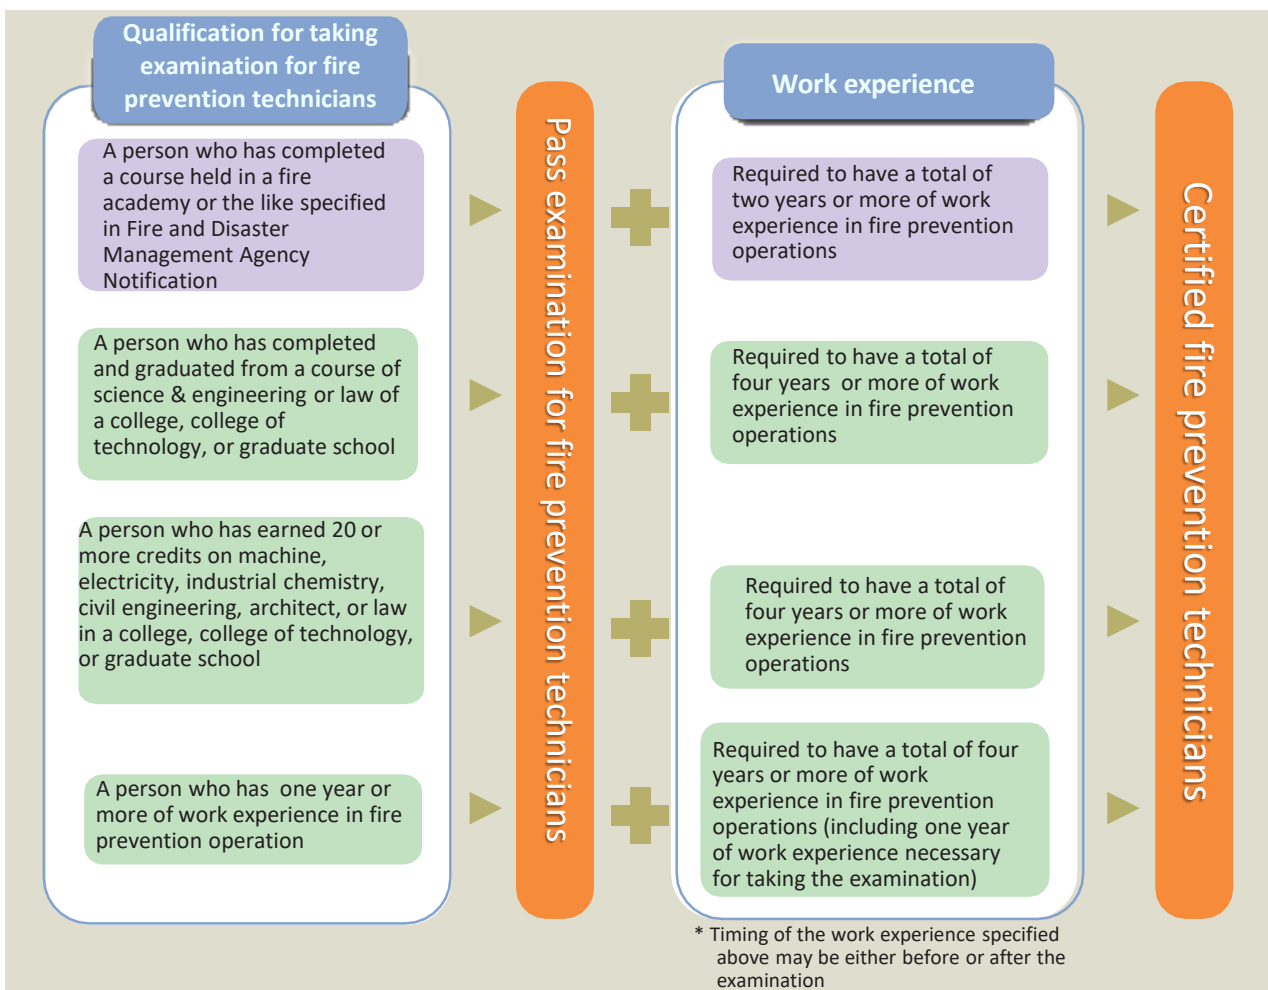 Qualification for taking
examination for fire
prevention technicians
A person who has completed
a course held in a fire
academy or the like specified
in Fire and Disaster
Management Agency
Notification
A person who has completed
and graduated from a course of
science & engineering or law of
a college, college of
technology, or graduate school
A person who has earned 20 or
more credits on machine,
electricity, industrial chemistry,
civil engineering, architect, or law
in a college, college of technology,
or graduate school
A person who has one year or
more of work experience in fire
prevention operation
Pass examination for fire prevention technicians
Work experience
Required to have a total of
two years or more of work
experience in fire prevention
operations
Required to have a total of
four years or more of work
experience in fire prevention
operations
Required to have a total of
four years or more of work
experience in fire prevention
operations
Required to have a total of four
years or more of work
experience in fire prevention
operations (including one year
of work experience necessary
for taking the examination)
* Timing of the work experience specified
above may be either before or after the
examination
Certified fire prevention technicians